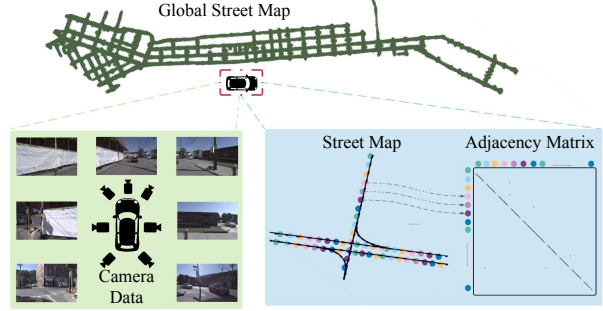 Global Street Map
Street Map
Adjacency Matrix
Camera
Data